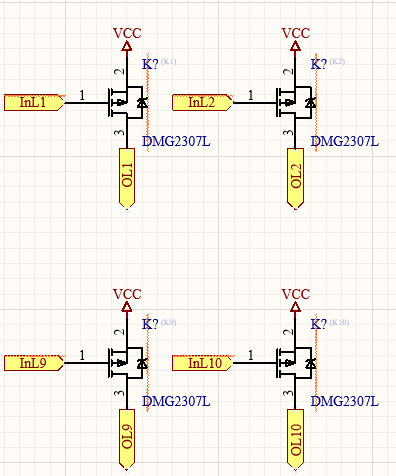 VCC VCC
2 K? (K1) 2 K? (K2)
InL1 1 InL2 1
3 3
DMG2307L DMG2307L
OL1 OL2
VCC VCC
2 K? (K9) 2 K? (K10)
InL9 1 InL10 1
3 3
DMG2307L DMG2307L
OL9 OL10